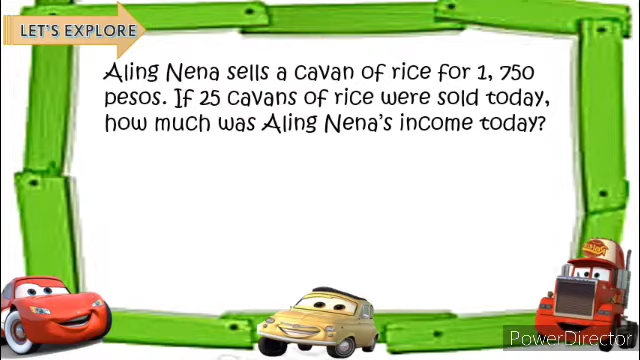 LET'S EXPLORE
Aling Nena sells a cavan of rice for 1, 750
pesos. If 25 cavans of rice were sold today,
how much was Aling Nena's income today?
PowerDirector